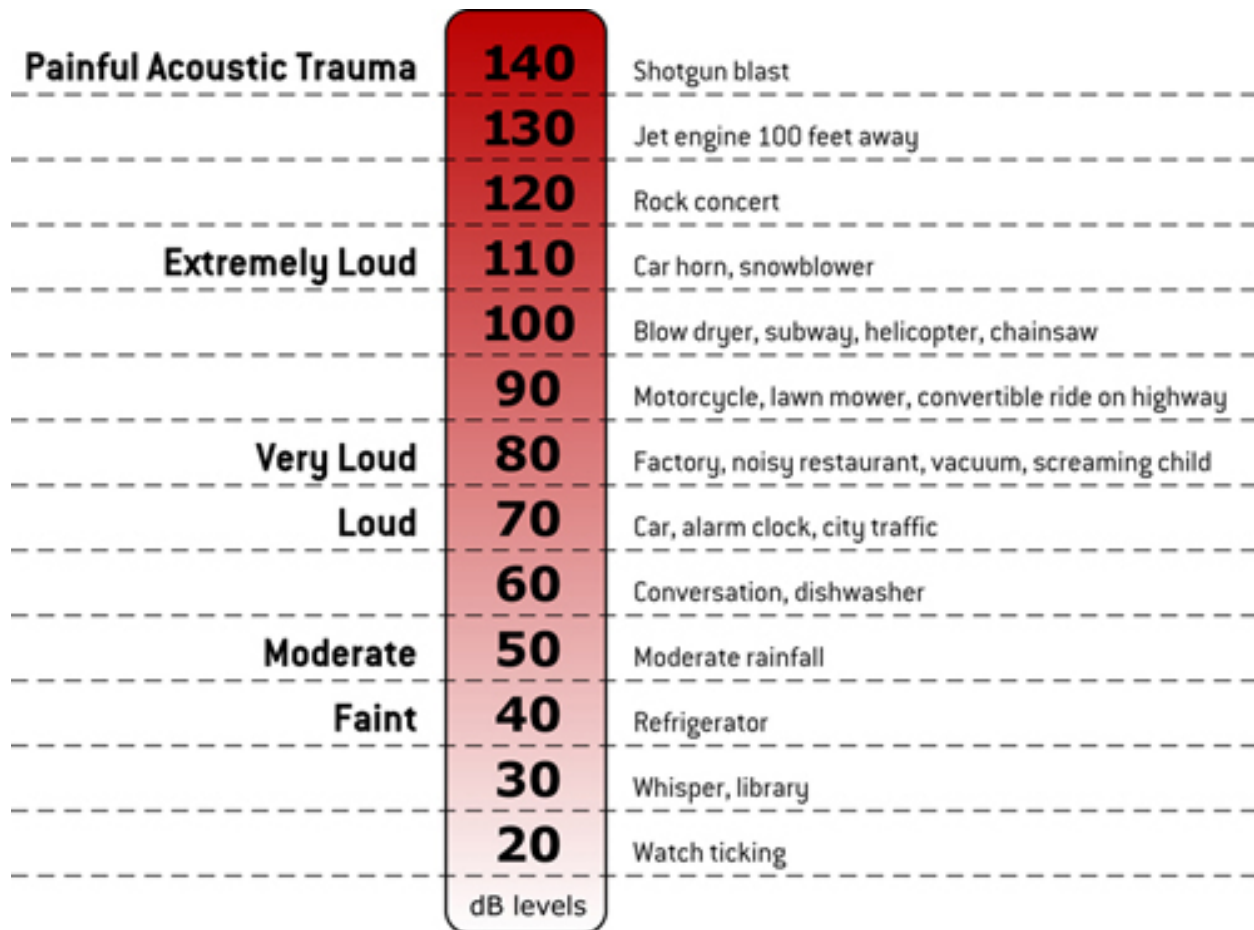 Painful Acoustic Trauma 140 Shotgun blast
130 Jet engine 100 feet away
120 Rock concert
Extremely Loud 110 Car horn, snowblower
100 Blow dryer, subway, helicopter, chainsaw
90 Motorcycle, lawn mower, convertible ride on highway
Very Loud 80 Factory, noisy restaurant, vacuum, screaming child
Loud 70 Car, alarm clock, city traffic
60 Conversation, dishwasher
Moderate 50 Moderate rainfall
Faint 40 Refrigerator
30 Whisper, library
20 Watch ticking
dB levels